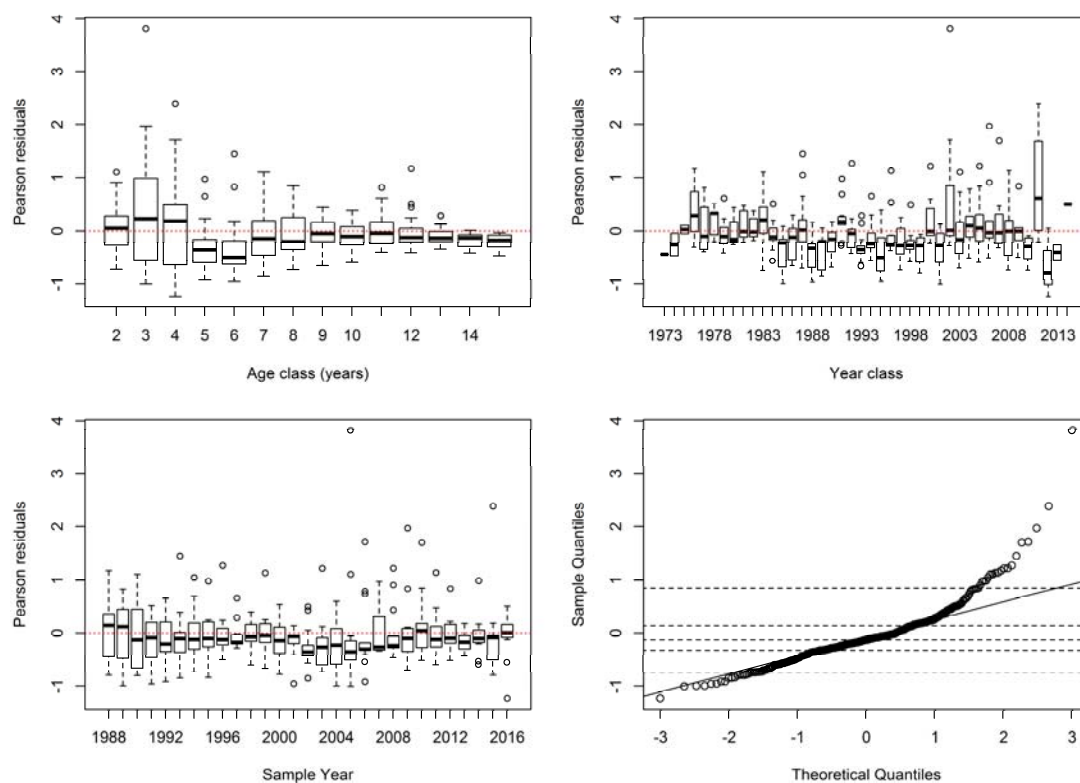 4
3
2
1
0
-1
Pearson residuals
2 3 4 5 6 7 8 9 10 12 14
Age class (years)
4
3
2
1
0
-1
Pearson residuals
1973 1978 1983 1988 1993 1998 2003 2008 2013
Year class
4
3
2
1
0
-1
Pearson residuals
1988 1992 1996 2000 2004 2008 2012 2016
Sample Year
4
3
2
1
0
-1
Sample Quantiles
-3 -2 -1 0 1 2 3
Theoretical Quantiles